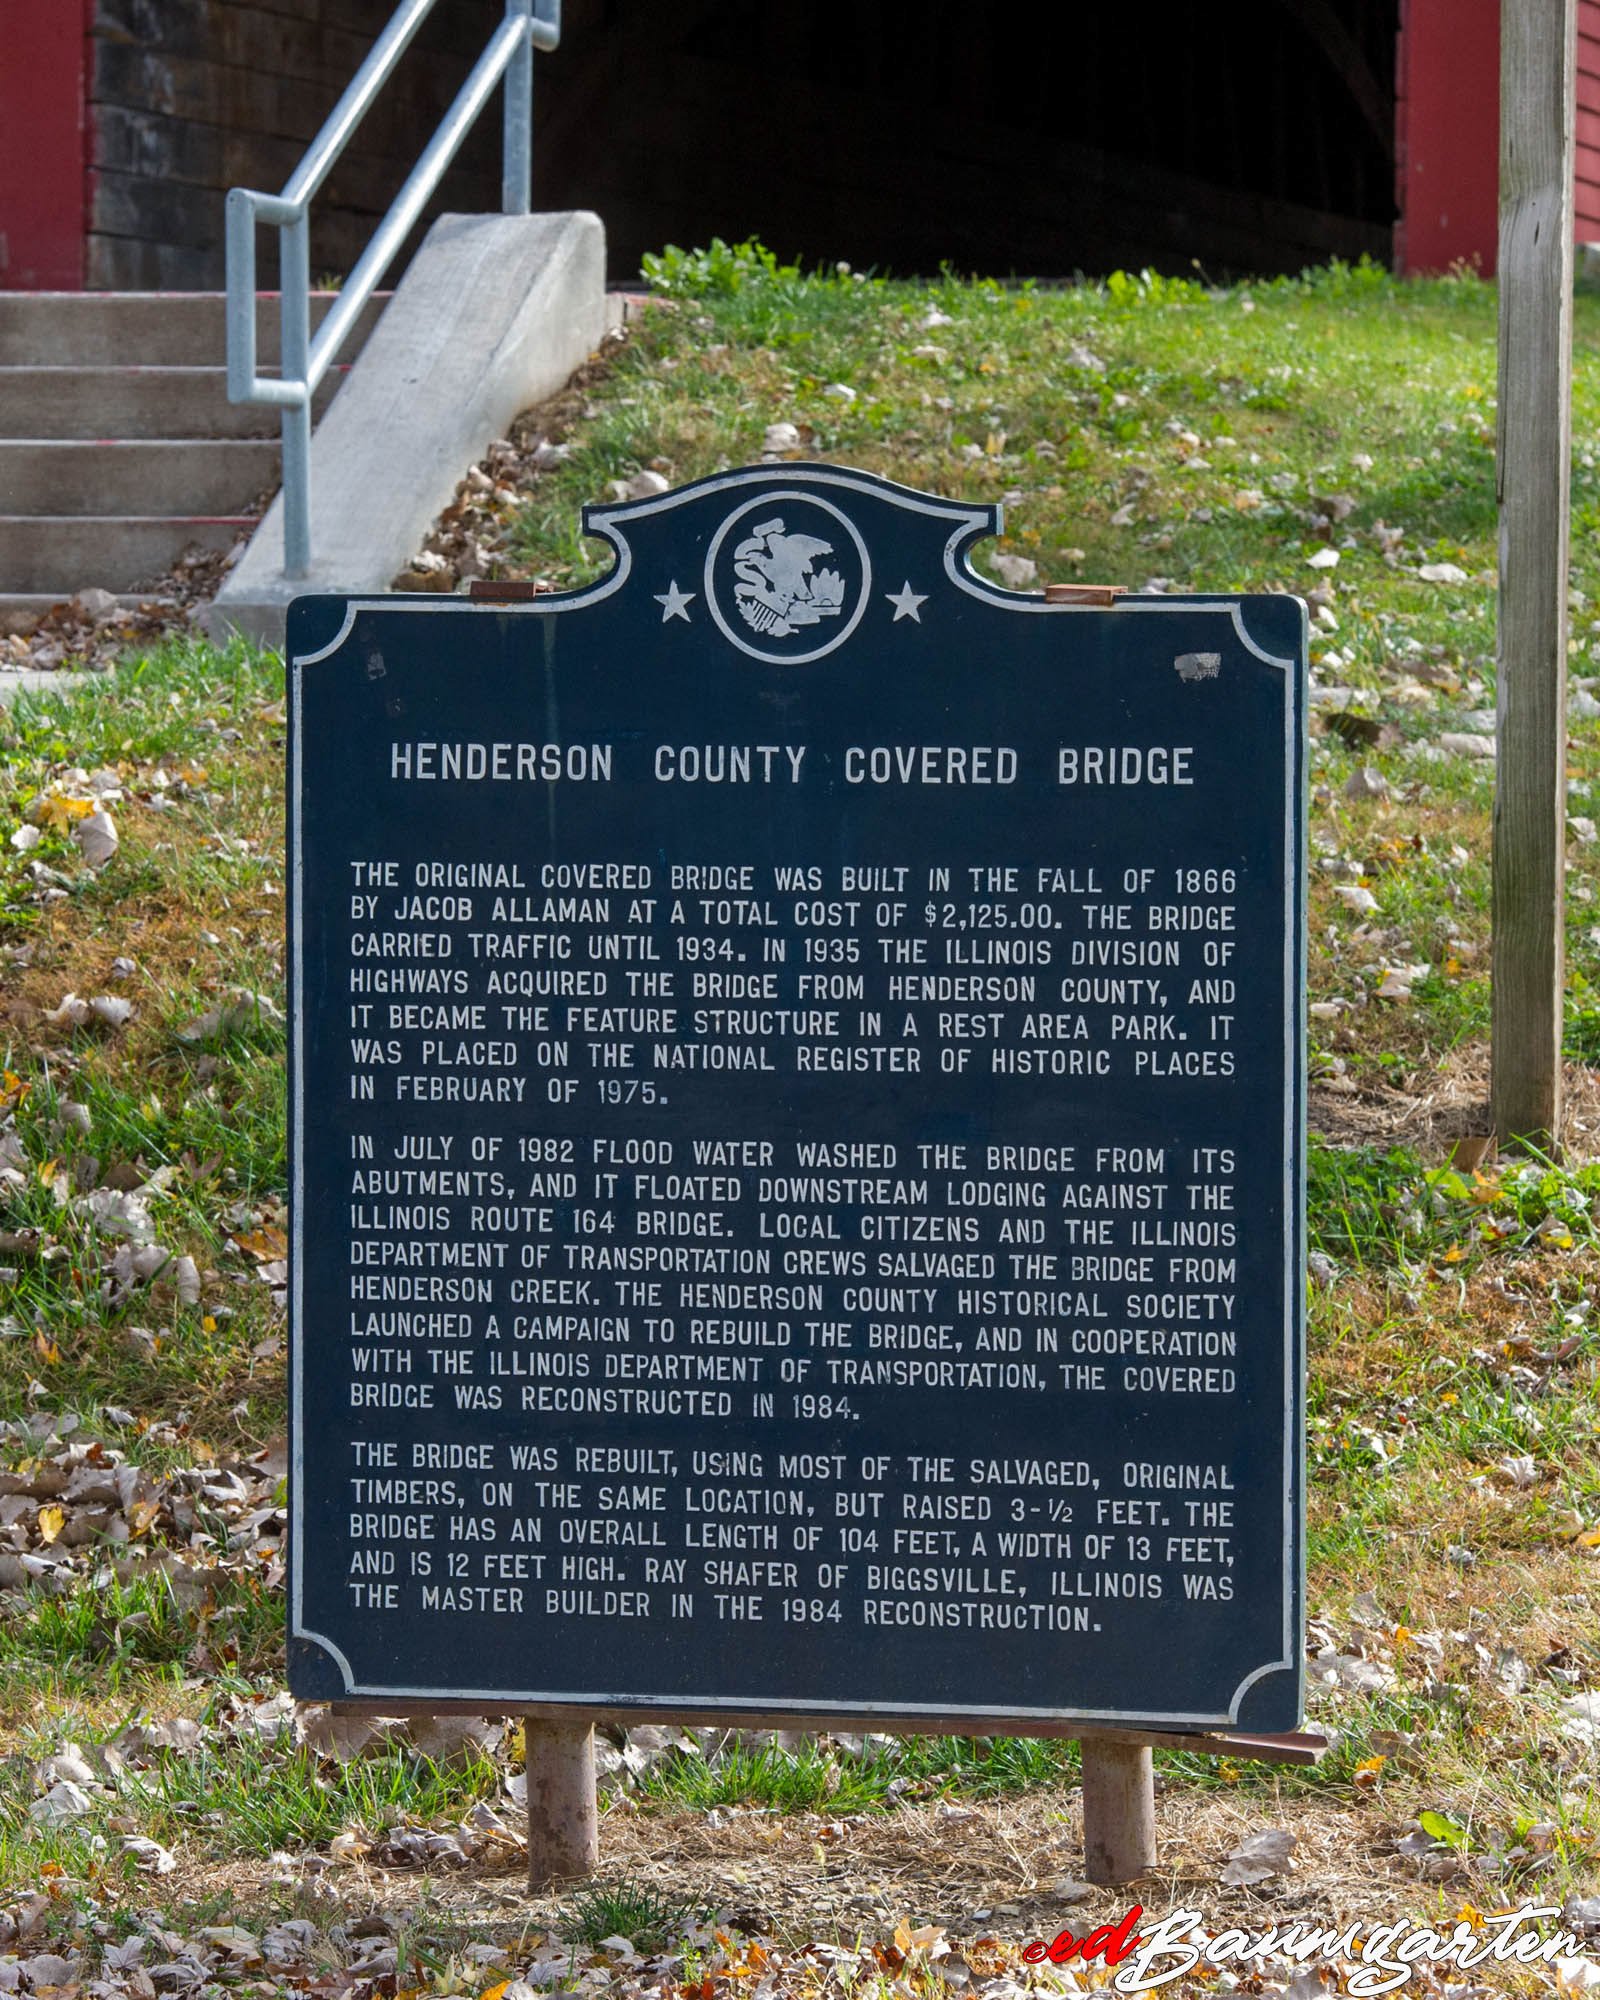 HENDERSON COUNTY COVERED BRIDGE
THE ORIGINAL COVERED BRIDGE WAS BUILT IN THE FALL OF 1866
BY JACOB ALLAMAN AT A TOTAL COST OF $2,125.00. THE BRIDGE
CARRIED TRAFFIC UNTIL 1934. IN 1935 THE ILLINOIS DIVISION OF
HIGHWAYS ACQUIRED THE BRIDGE FROM HENDERSON COUNTY, AND
IT BECAME THE FEATURE STRUCTURE IN A REST AREA PARK. IT
WAS PLACED ON THE NATIONAL REGISTER OF HISTORIC PLACES
IN FEBRUARY OF 1975.
IN JULY OF 1982 FLOOD WATER WASHED THE BRIDGE FROM ITS
ABUTMENTS, AND IT FLOATED DOWNSTREAM LODGING AGAINST THE
ILLINOIS ROUTE 164 BRIDGE. LOCAL CITIZENS AND THE ILLINOIS
DEPARTMENT OF TRANSPORTATION CREWS SALVAGED THE BRIDGE FROM
HENDERSON CREEK. THE HENDERSON COUNTY HISTORICAL SOCIETY
LAUNCHED A CAMPAIGN TO REBUILD THE BRIDGE, AND IN COOPERATION
WITH THE ILLINOIS DEPARTMENT OF TRANSPORTATION, THE COVERED
BRIDGE WAS RECONSTRUCTED IN 1984.
THE BRIDGE WAS REBUILT, USING MOST OF THE SALVAGED, ORIGINAL
TIMBERS, ON THE SAME LOCATION, BUT RAISED 3-½ FEET. THE
BRIDGE HAS AN OVERALL LENGTH OF 104 FEET, A WIDTH OF 13 FEET,
AND IS 12 FEET HIGH. RAY SHAFER OF BIGGSVILLE, ILLINOIS WAS
THE MASTER BUILDER IN THE 1984 RECONSTRUCTION.
©edBaumgarten